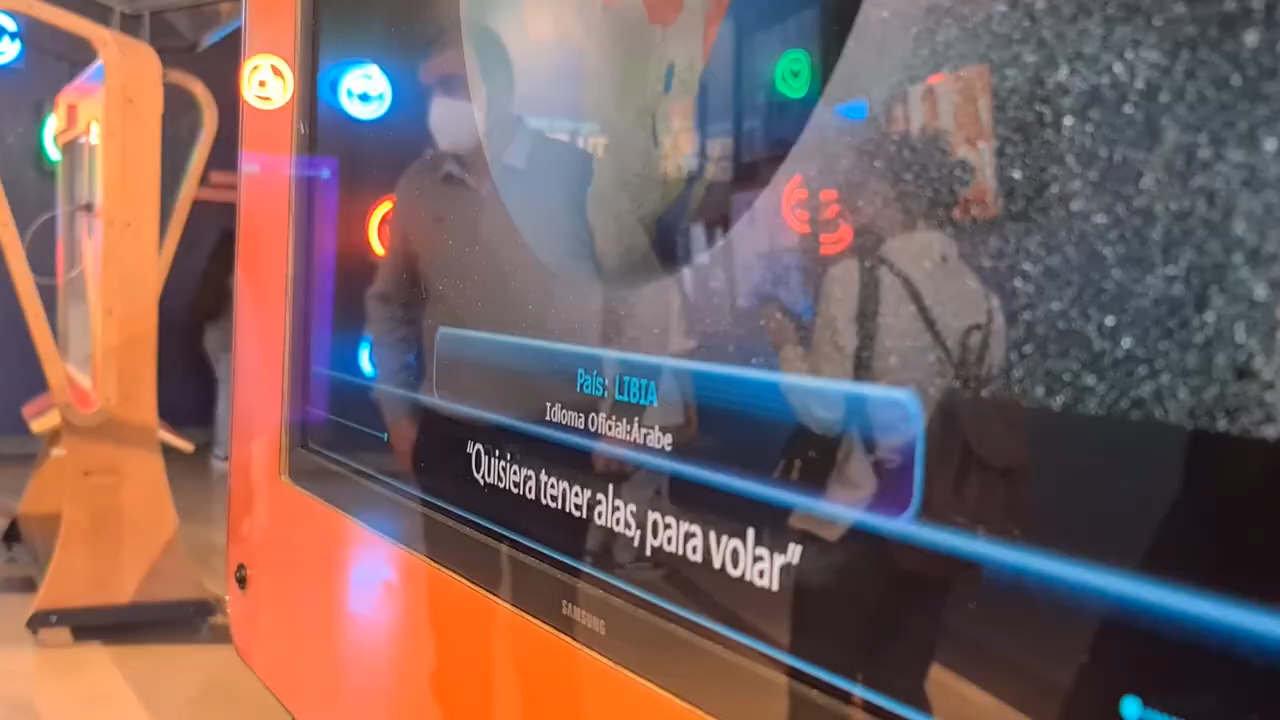 País: LIBIA
Idioma Oficial:Árabe
“Quisiera tener alas, para volar”
SAMSUNG